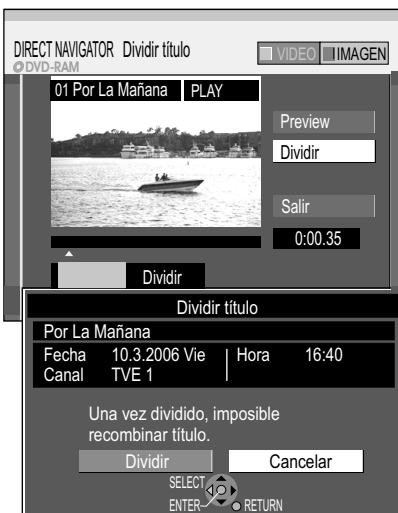 DIRECT NAVIGATOR Dividir título
VIDEO IMAGEN
DVD-RAM
01 Por La Mañana PLAY
Preview
Dividir
Salir
0:00.35
Dividir
Dividir título
Por La Mañana
Fecha 10.3.2006 Vie Hora 16:40
Canal TVE 1
Una vez dividido, imposible
recombinar título.
Dividir Cancelar
SELECT
ENTER RETURN